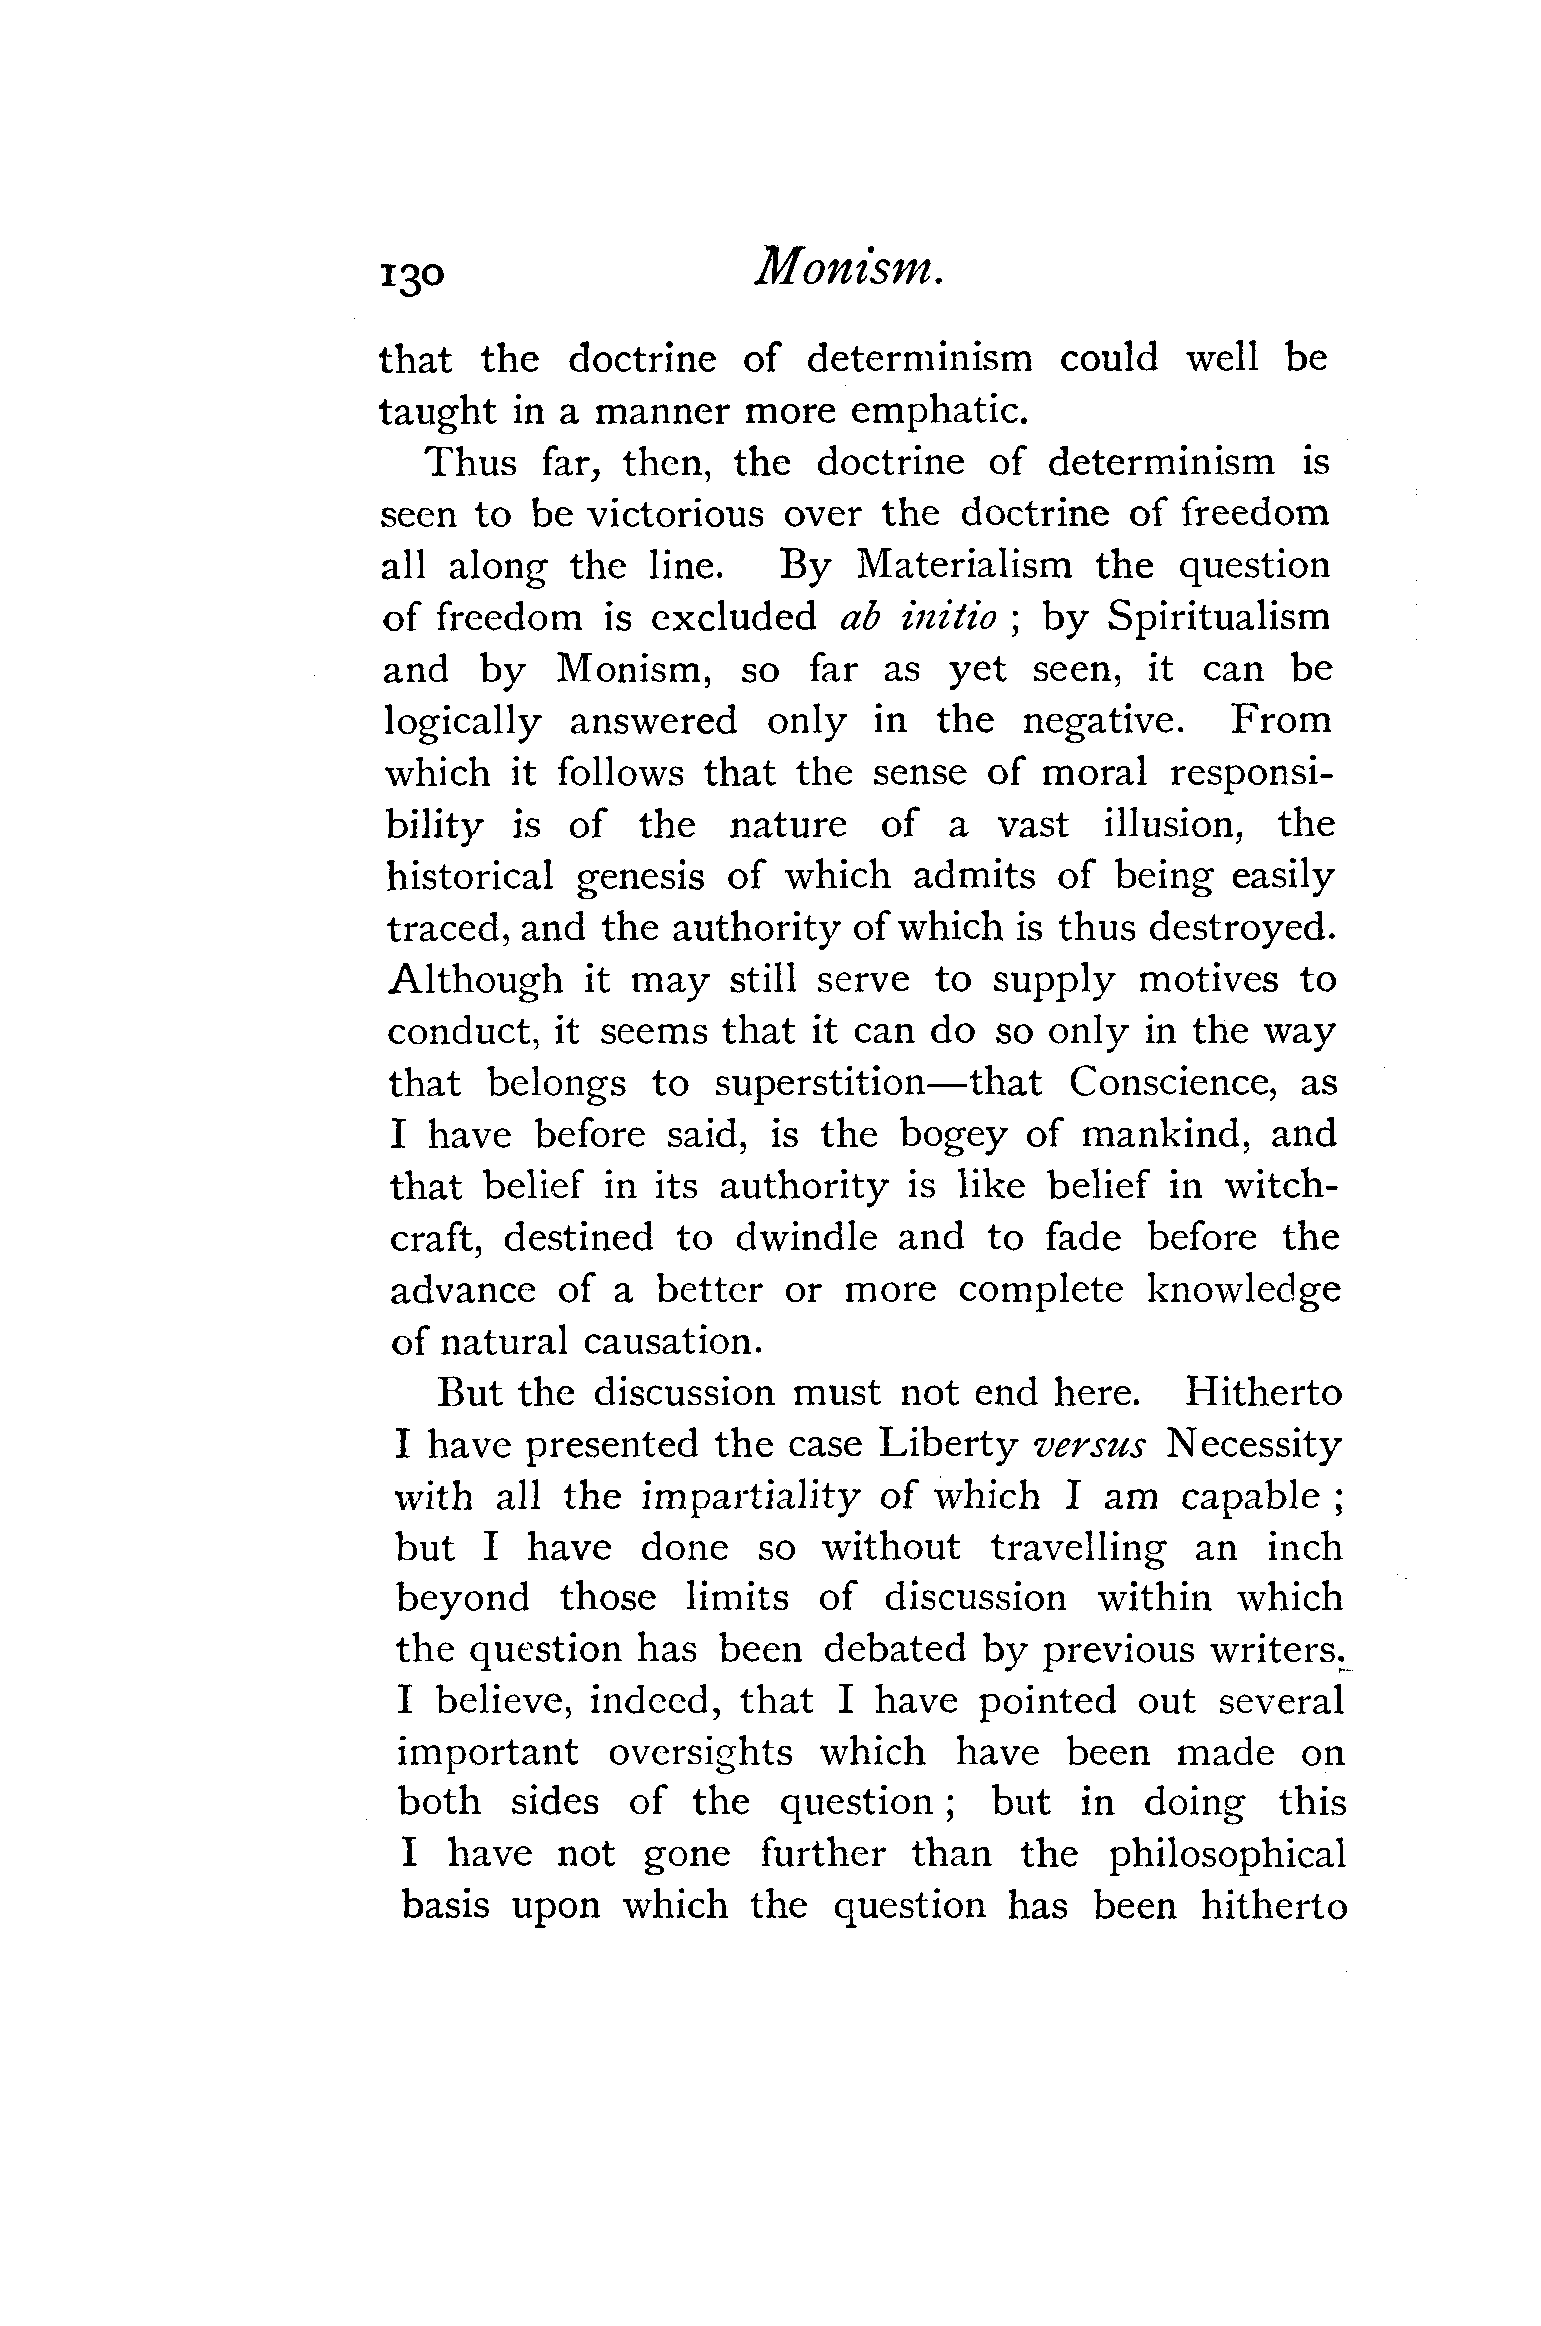 130 Monism.
that the doctrine of determinism could well be
taught in a manner more emphatic.
Thus far, then, the doctrine of determinism is
seen to be victorious over the doctrine of freedom
all along the line. By Materialism the question
of freedom is excluded ab initio ; by Spiritualism
and by Monism, so far as yet seen, it can be
logically answered only in the negative. From
which it follows that the sense of moral responsi-
bility is of the nature of a vast illusion, the
historical genesis of which admits of being easily
traced, and the authority of which is thus destroyed.
Although it may still serve to supply motives to
conduct, it seems that it can do so only in the way
that belongs to superstition—that Conscience, as
I have before said, is the bogey of mankind, and
that belief in its authority is like belief in witch-
craft, destined to dwindle and to fade before the
advance of a better or more complete knowledge
of natural causation.
But the discussion must not end here. Hitherto
I have presented the case Liberty versus Necessity
with all the impartiality of which I am capable ;
but I have done so without travelling an inch
beyond those limits of discussion within which
the question has been debated by previous writers.
I believe, indeed, that I have pointed out several
important oversights which have been made on
both sides of the question ; but in doing this
I have not gone further than the philosophical
basis upon which the question has been hitherto